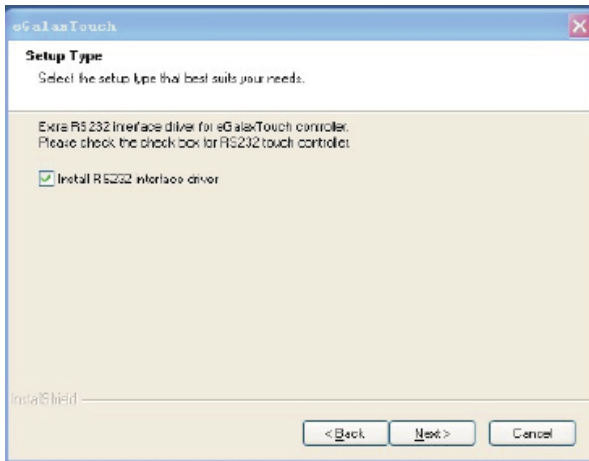 eGalaxTouch
Setup Type
Select the setup type that best suits your needs.
Extra RS232 interface driver for eGalaxTouch controller.
Please check the check box for RS232 touch controller.
Install RS232 interface driver
InstallShield
< Back
Next >
Cancel